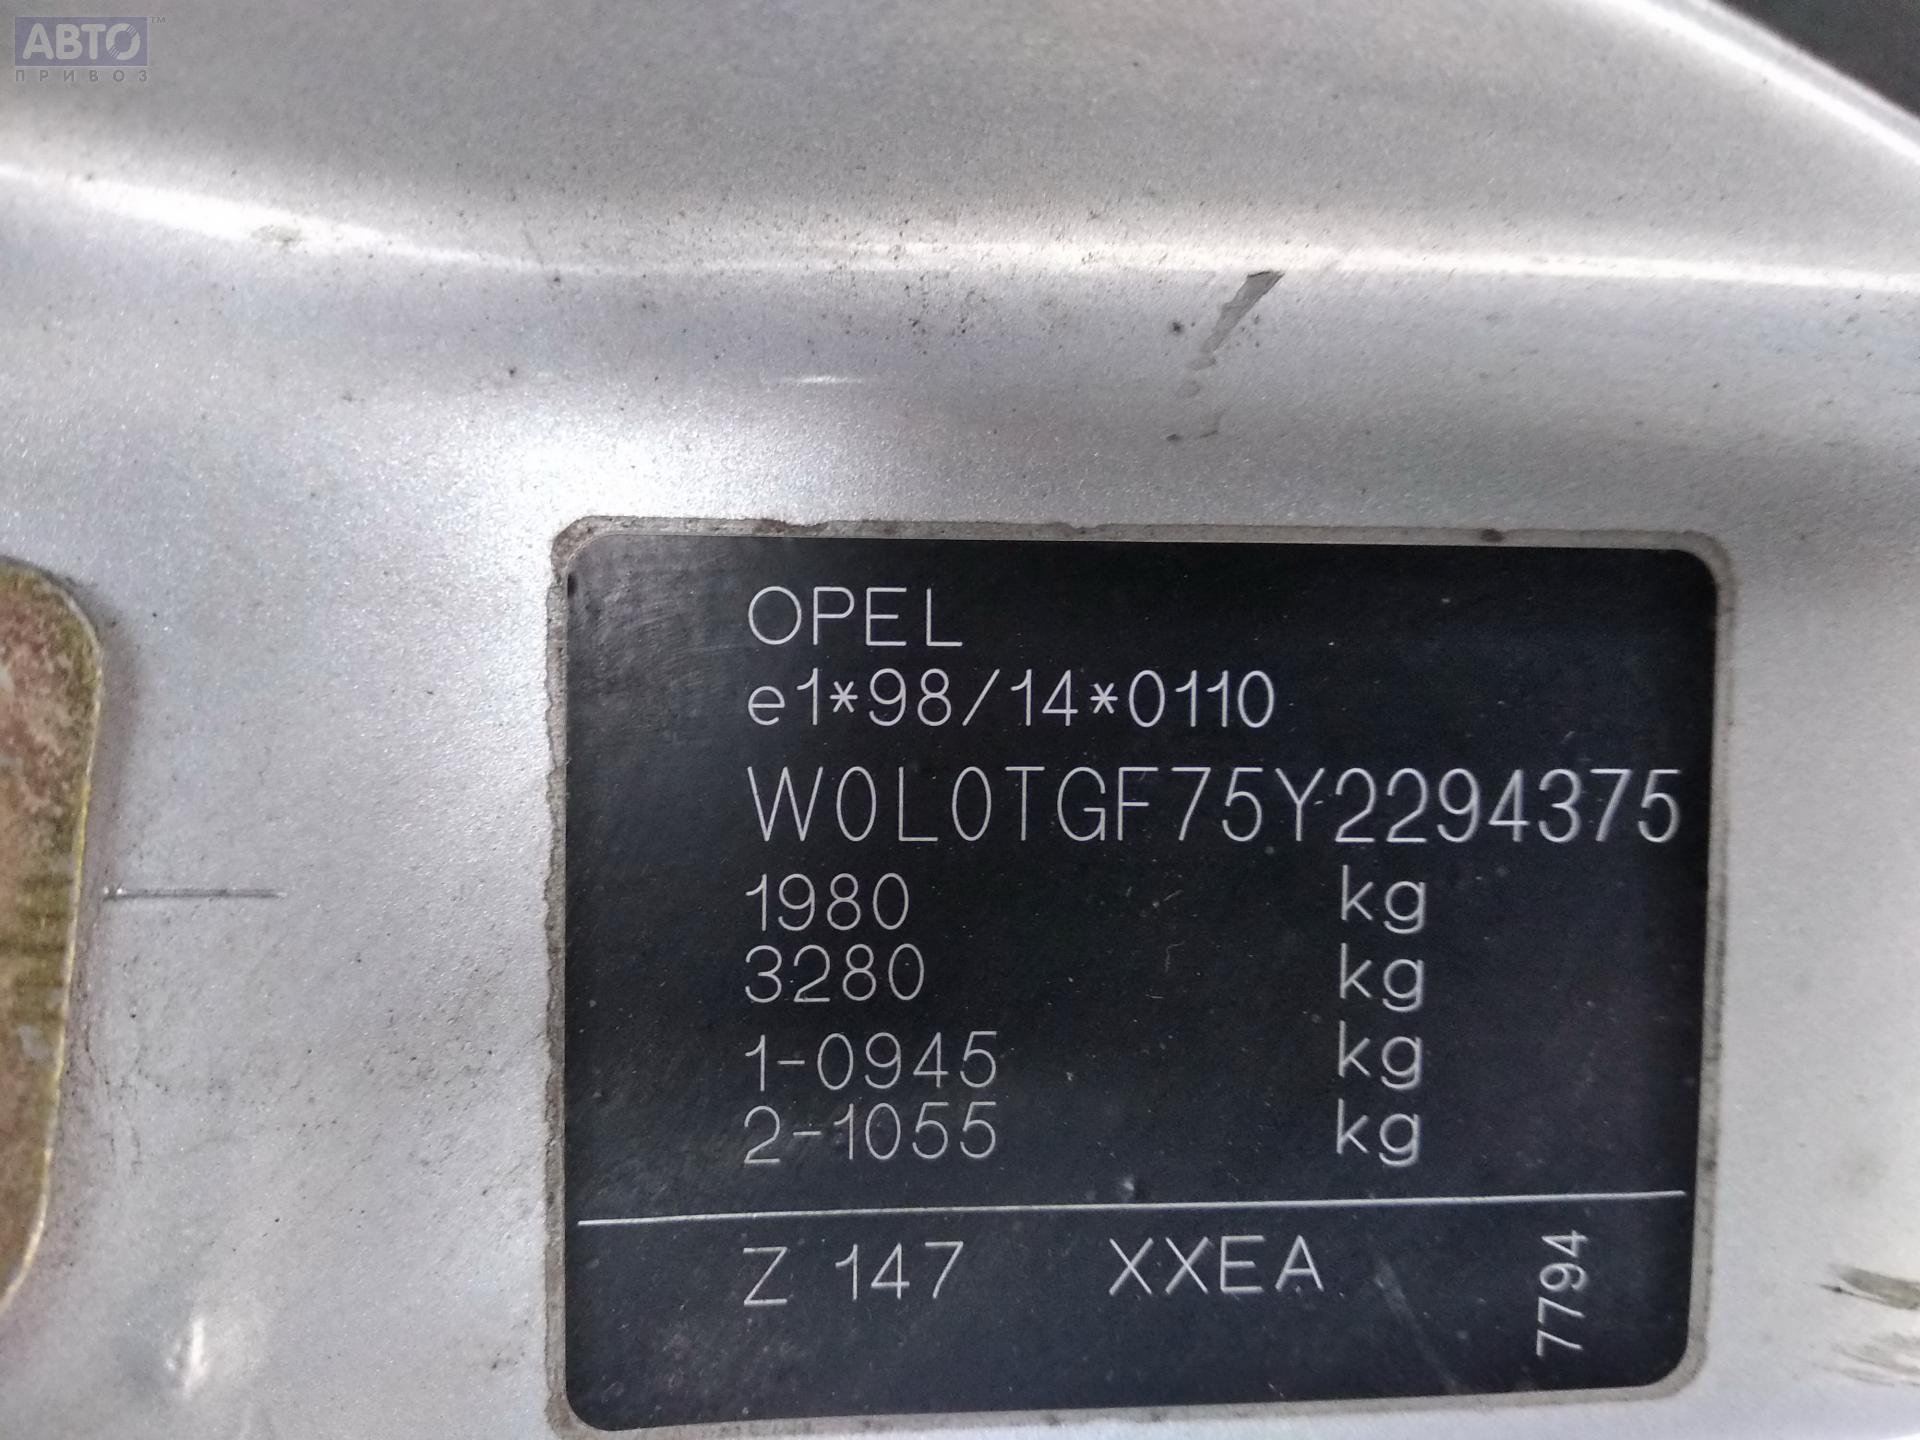 АВТО™
ПРИВОЗ
OPEL
e1*98/14*0110
W0L0TGF75Y2294375
1980 kg
3280 kg
1-0945 kg
2-1055 kg
Z 147 XXEA
7794